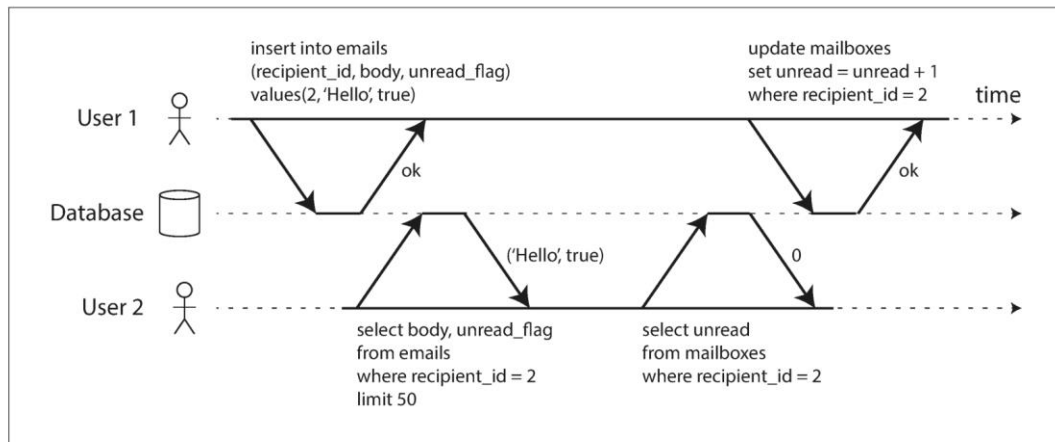 insert into emails
(recipient_id, body, unread_flag)
values(2, ‘Hello’, true)
update mailboxes
set unread = unread + 1
where recipient_id = 2
time
User 1
ok
ok
Database
(‘Hello’, true)
0
User 2
select body, unread_flag
from emails
where recipient_id = 2
limit 50
select unread
from mailboxes
where recipient_id = 2